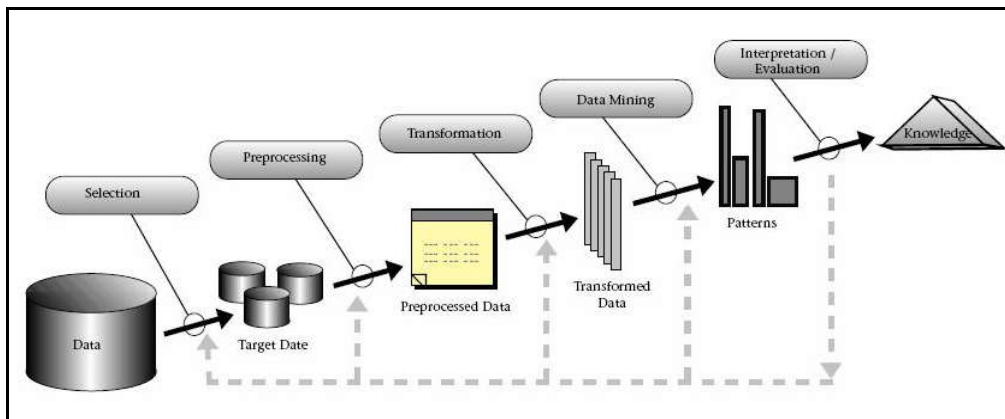 Interpretation /
Evaluation
Data Mining
Transformation
Preprocessing
Selection
Knowledge
Patterns
Transformed
Data
Preprocessed Data
Target Date
Data